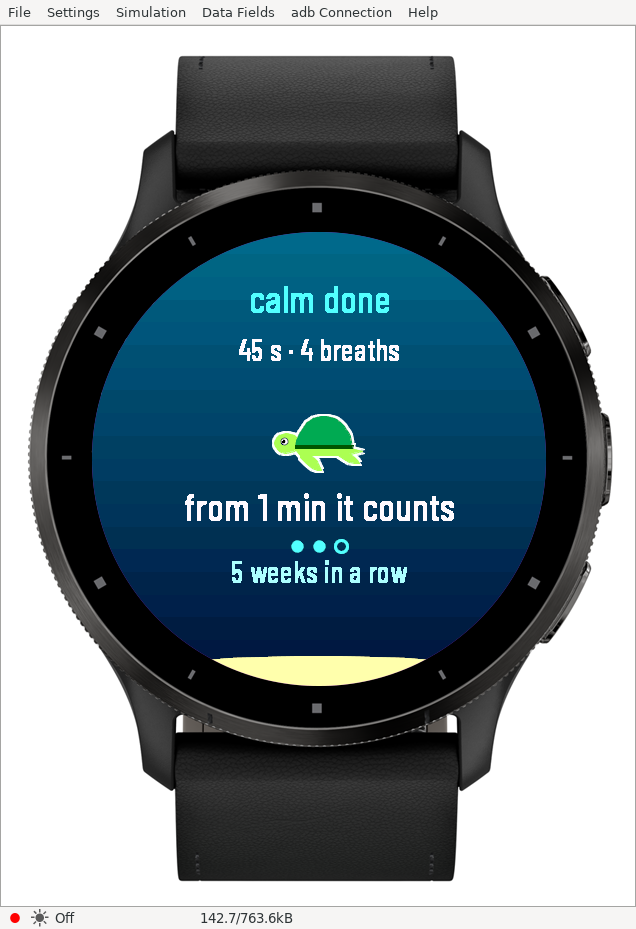 File Settings Simulation Data Fields adb Connection Help
calm done
45 s · 4 breaths
from 1 min it counts
5 weeks in a row
Off 142.7/763.6kB